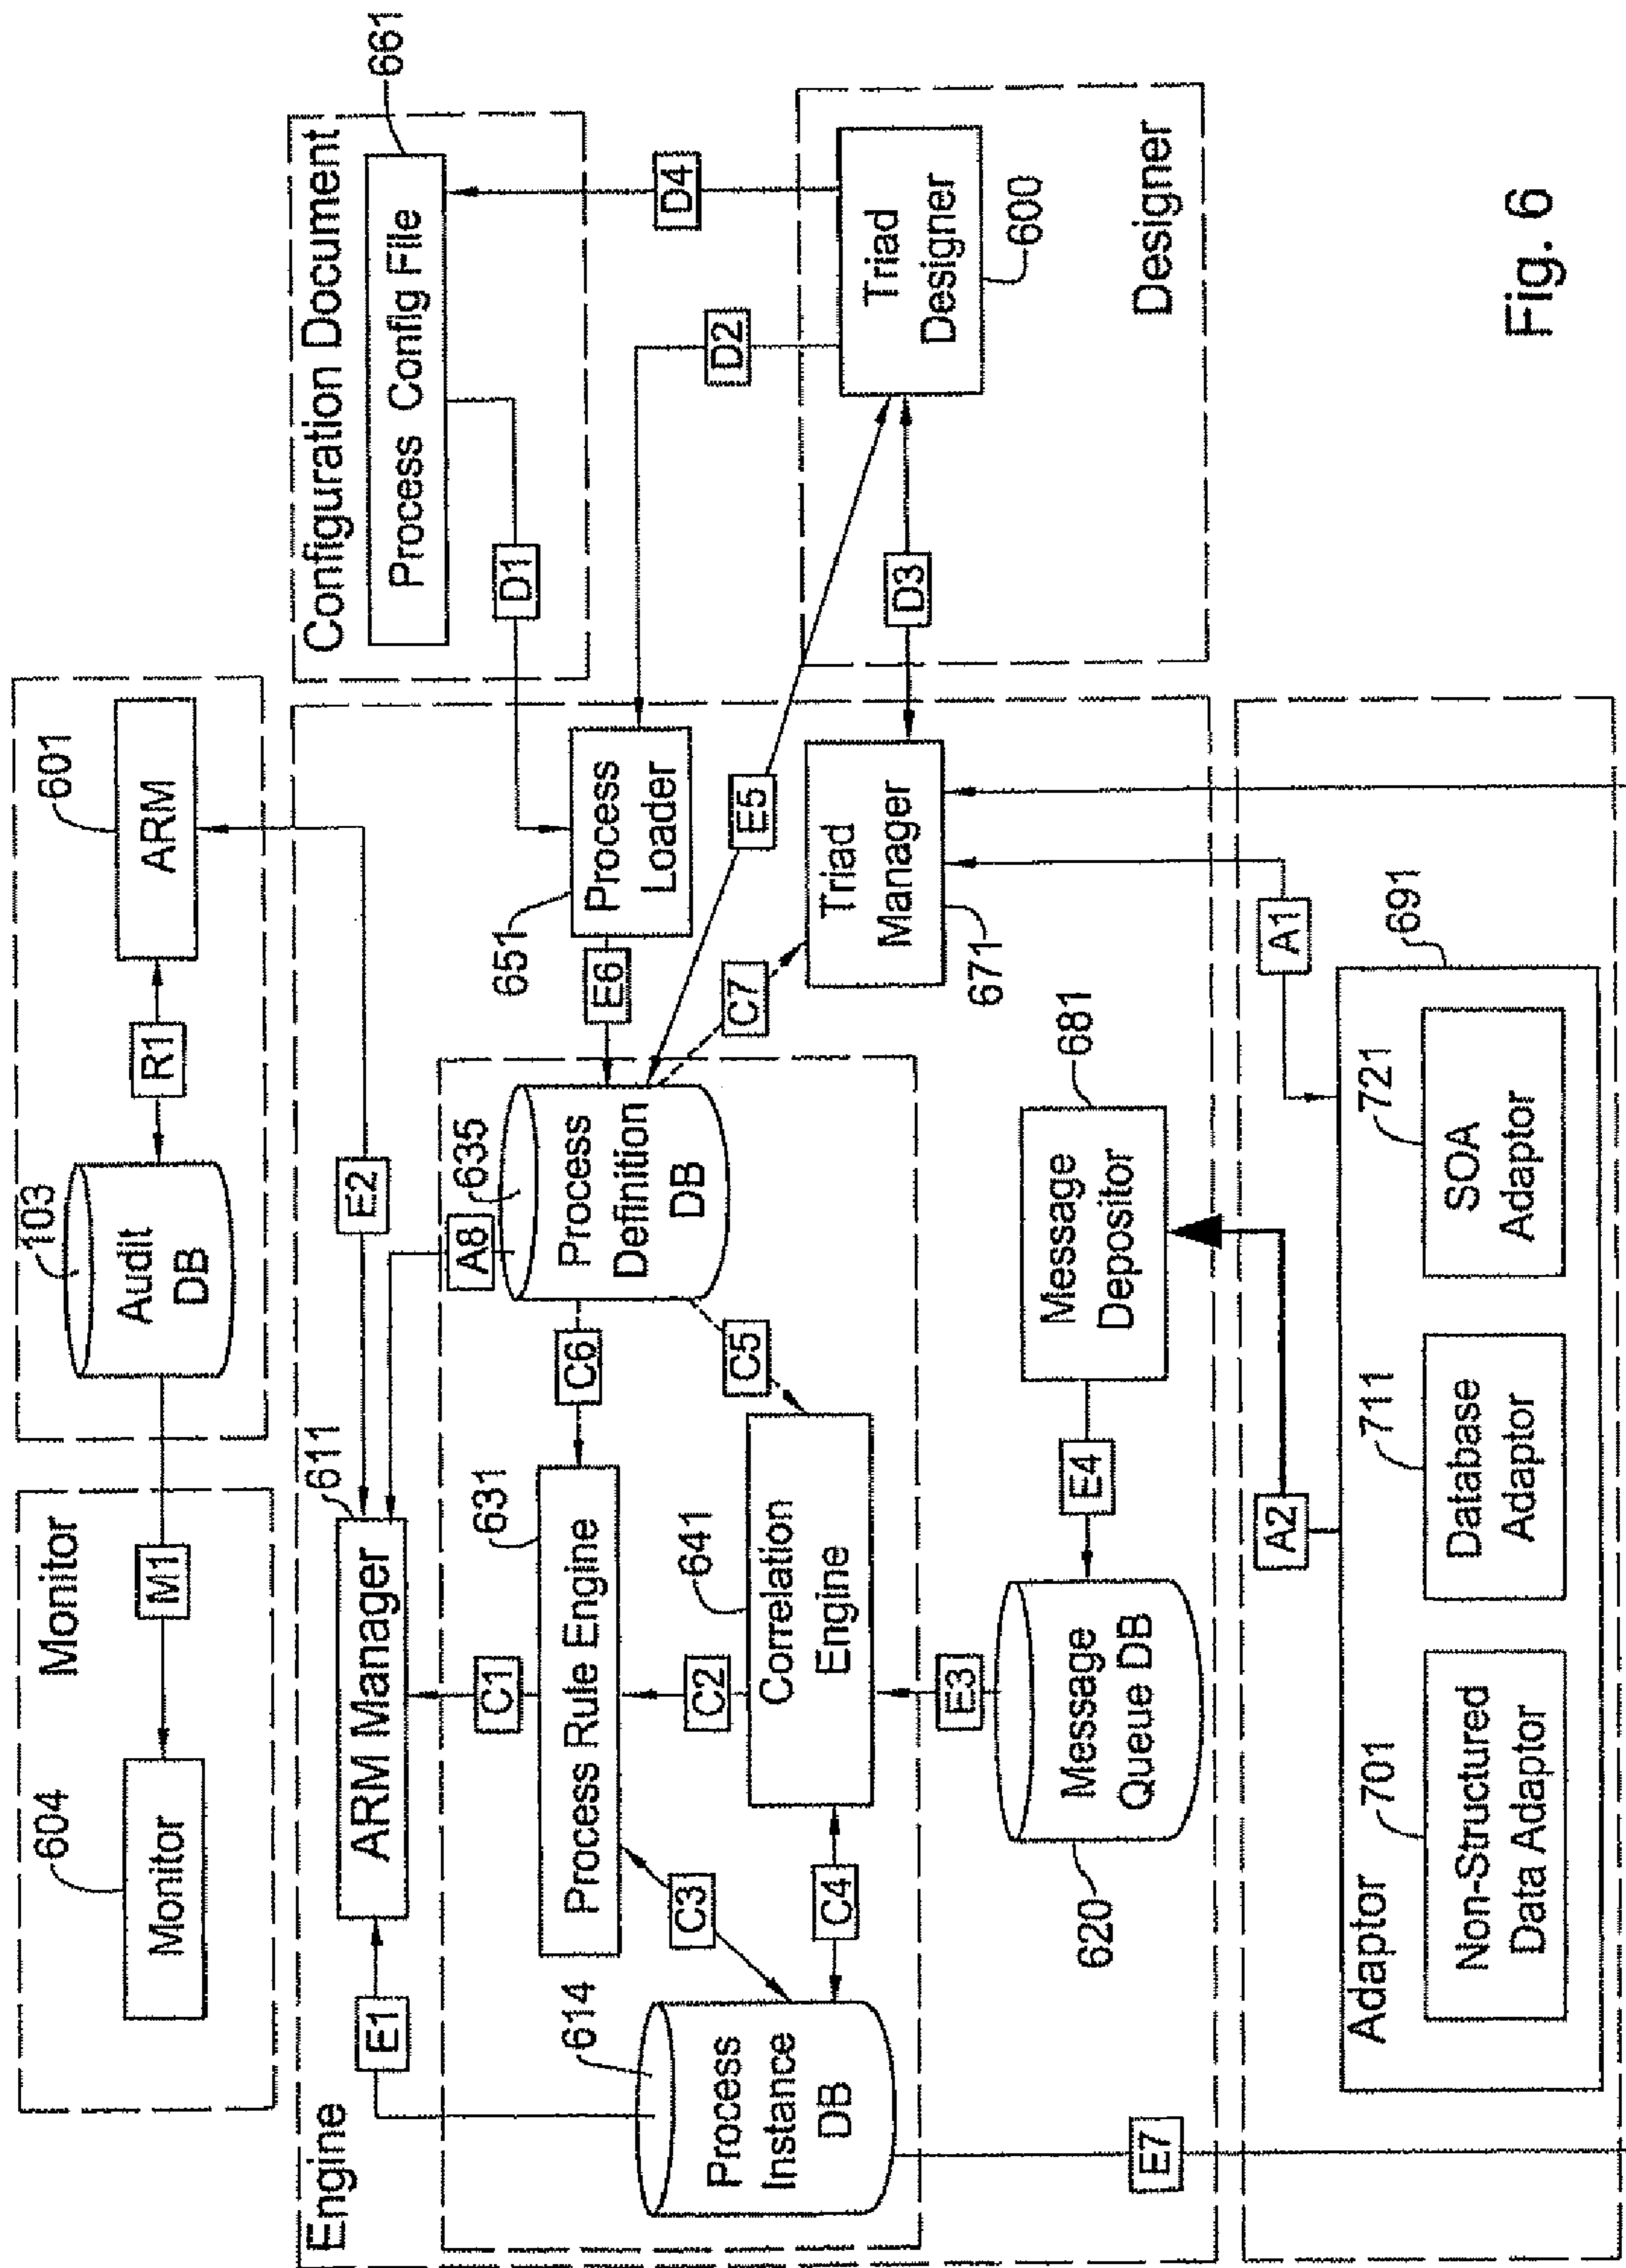 Monitor
604
Monitor
M1
103
Audit
DB
R1
601
ARM
Engine
E1
611
ARM Manager
E2
A8
635
Process
Definition
DB
614
Process
Instance
DB
C3
C4
C1
631
Process Rule Engine
C2
641
Correlation
Engine
C6
C5
E6
651
Process
Loader
C7
E5
Triad
Manager
671
E3
620
Message
Queue DB
E4
681
Message
Depositor
E7
Configuration Document
661
Process Config File
D1
D2
D4
D3
Triad
Designer
600
Designer
Adaptor
691
A2
A1
701
Non-Structured
Data Adaptor
711
Database
Adaptor
721
SOA
Adaptor
Fig. 6